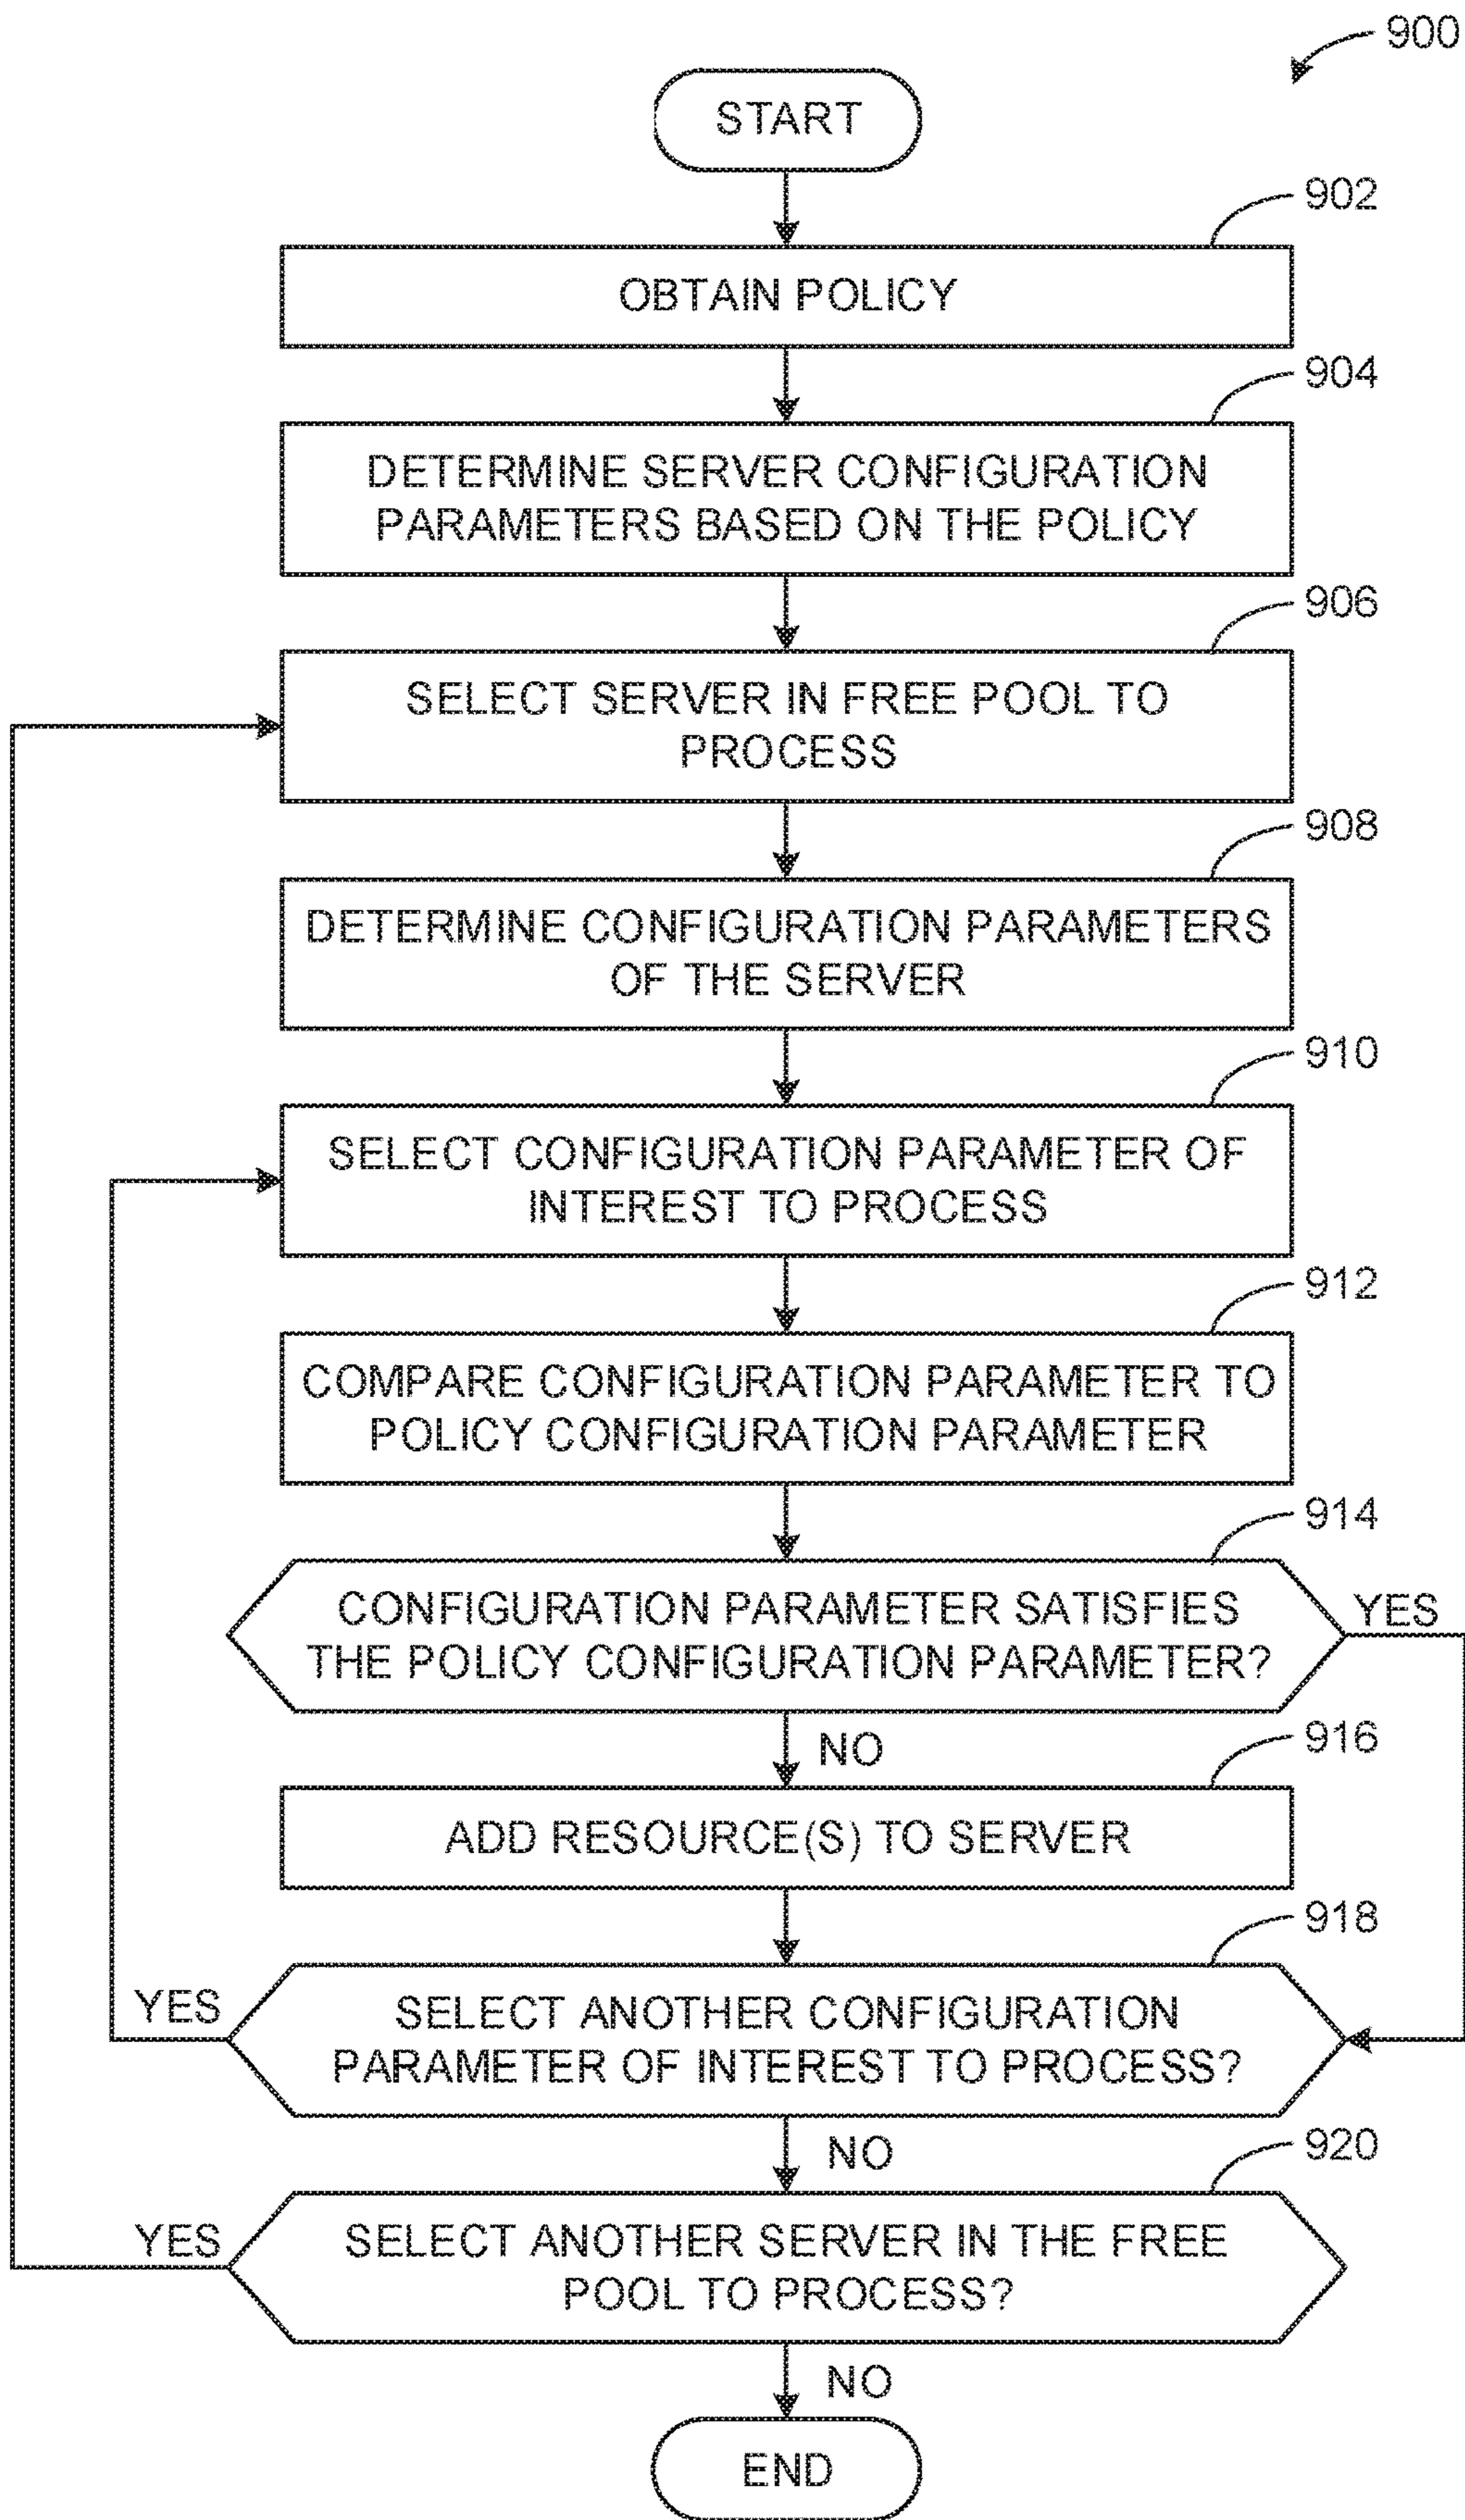 900
START
902
OBTAIN POLICY
904
DETERMINE SERVER CONFIGURATION
PARAMETERS BASED ON THE POLICY
906
SELECT SERVER IN FREE POOL TO
PROCESS
908
DETERMINE CONFIGURATION PARAMETERS
OF THE SERVER
910
SELECT CONFIGURATION PARAMETER OF
INTEREST TO PROCESS
912
COMPARE CONFIGURATION PARAMETER TO
POLICY CONFIGURATION PARAMETER
914
CONFIGURATION PARAMETER SATISFIES
THE POLICY CONFIGURATION PARAMETER?
YES
NO
916
ADD RESOURCE(S) TO SERVER
918
YES
SELECT ANOTHER CONFIGURATION
PARAMETER OF INTEREST TO PROCESS?
NO
920
YES
SELECT ANOTHER SERVER IN THE FREE
POOL TO PROCESS?
NO
END